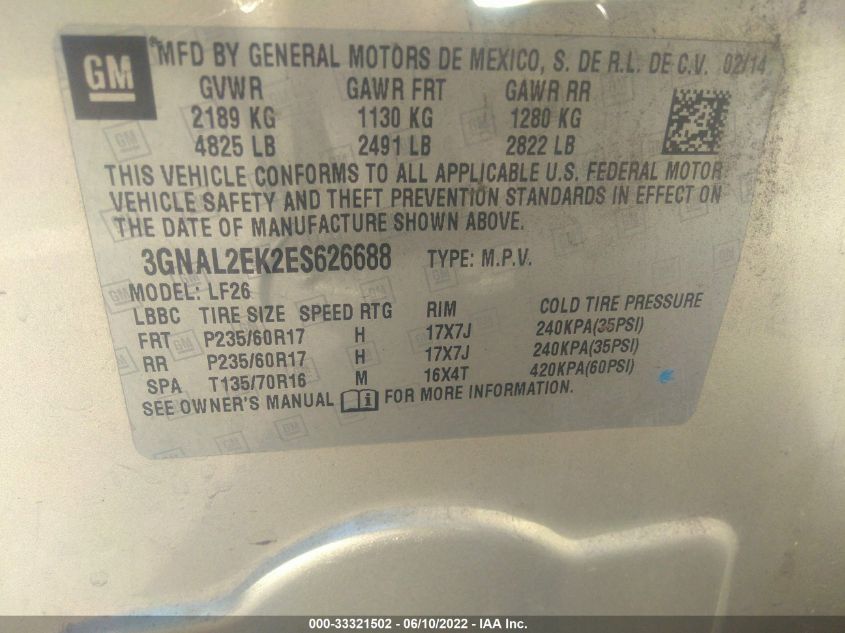 GM
MFD BY GENERAL MOTORS DE MEXICO, S. DE R.L. DE C.V. 02/14
GVWR GAWR FRT GAWR RR
2189 KG 1130 KG 1280 KG
4825 LB 2491 LB 2822 LB
THIS VEHICLE CONFORMS TO ALL APPLICABLE U.S. FEDERAL MOTOR
VEHICLE SAFETY AND THEFT PREVENTION STANDARDS IN EFFECT ON
THE DATE OF MANUFACTURE SHOWN ABOVE.
3GNAL2EK2ES626688 TYPE: M.P.V.
MODEL: LF26
LBBC TIRE SIZE SPEED RTG RIM COLD TIRE PRESSURE
FRT P235/60R17 H 17X7J 240KPA(35PSI)
RR P235/60R17 H 17X7J 240KPA(35PSI)
SPA T135/70R16 M 16X4T 420KPA(60PSI)
SEE OWNER'S MANUAL i FOR MORE INFORMATION.
000-33321502 - 06/10/2022 - IAA Inc.